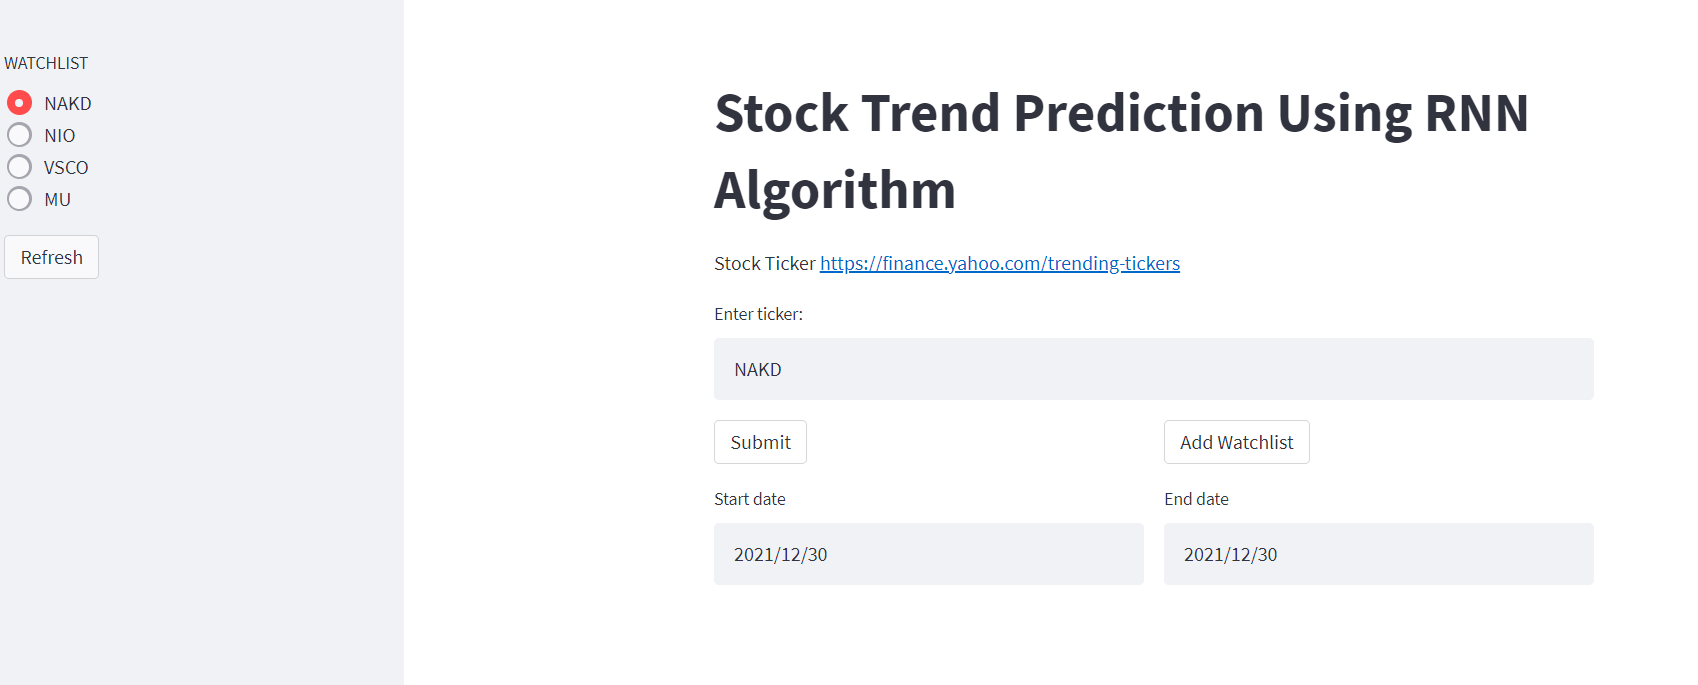 WATCHLIST
NAKD
NIO
VSCO
MU
Refresh
Stock Trend Prediction Using RNN
Algorithm
Stock Ticker https://finance.yahoo.com/trending-tickers
Enter ticker:
NAKD
Submit
Add Watchlist
Start date
End date
2021/12/30
2021/12/30